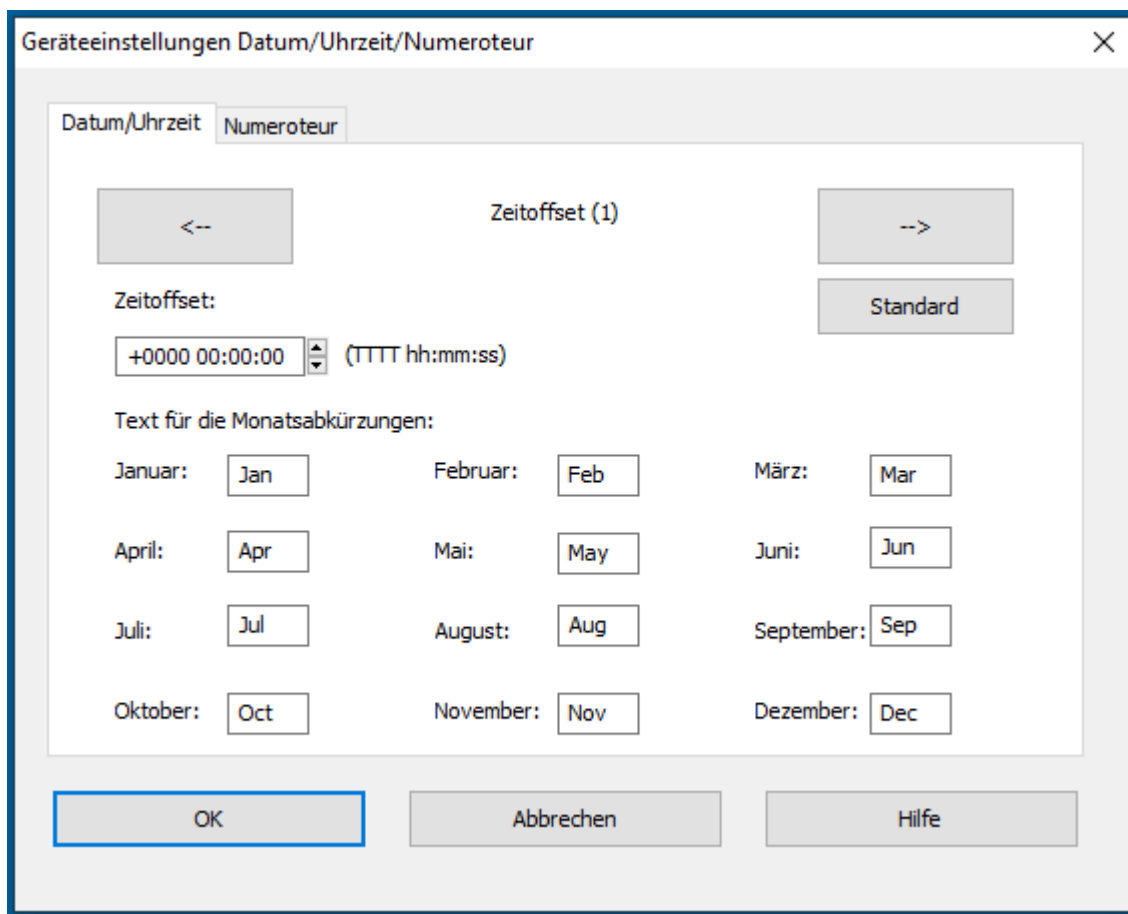 Geräteeinstellungen Datum/Uhrzeit/Numeroteur
Datum/Uhrzeit Numeroteur
<-- Zeitoffset (1) -->
Zeitoffset: Standard
+0000 00:00:00 (TTTT hh:mm:ss)
Text für die Monatsabkürzungen:
Januar: Jan Februar: Feb März: Mar
April: Apr Mai: May Juni: Jun
Juli: Jul August: Aug September: Sep
Oktober: Oct November: Nov Dezember: Dec
OK Abbrechen Hilfe